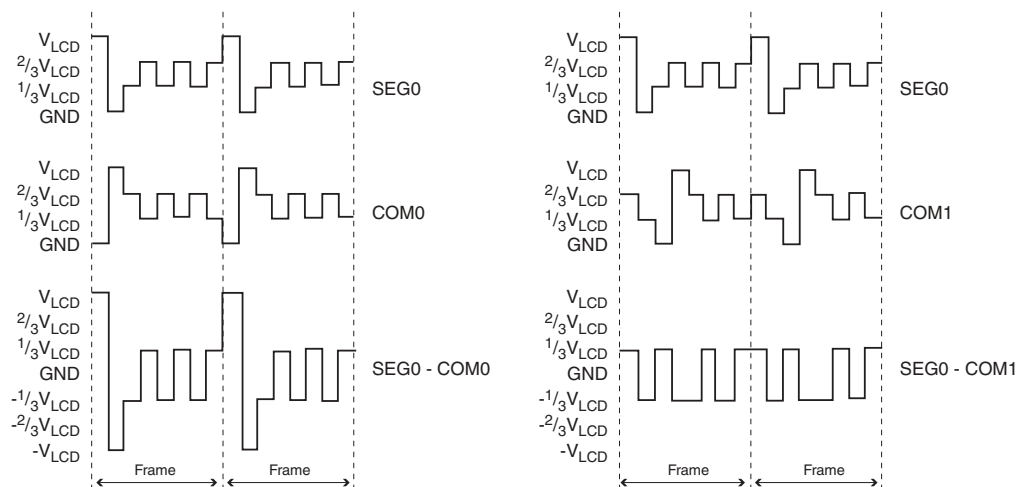 V_LCD
2/3V_LCD
1/3V_LCD
GND
SEG0
V_LCD
2/3V_LCD
1/3V_LCD
GND
COM0
V_LCD
2/3V_LCD
1/3V_LCD
GND
-1/3V_LCD
-2/3V_LCD
-V_LCD
SEG0 - COM0
Frame
Frame
V_LCD
2/3V_LCD
1/3V_LCD
GND
SEG0
V_LCD
2/3V_LCD
1/3V_LCD
GND
COM1
V_LCD
2/3V_LCD
1/3V_LCD
GND
-1/3V_LCD
-2/3V_LCD
-V_LCD
SEG0 - COM1
Frame
Frame